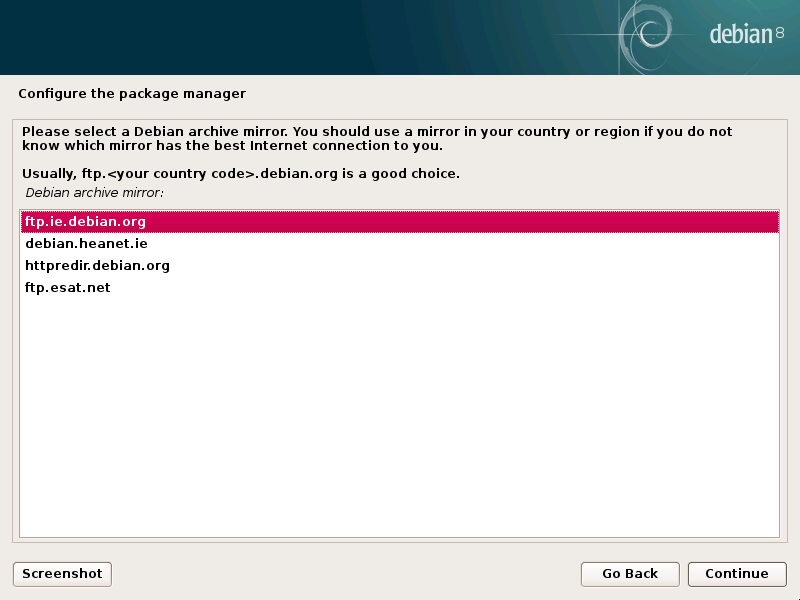 debian 8
Configure the package manager
Please select a Debian archive mirror. You should use a mirror in your country or region if you do not
know which mirror has the best Internet connection to you.
Usually, ftp.<your country code>.debian.org is a good choice.
Debian archive mirror:
ftp.ie.debian.org
debian.heanet.ie
httpredir.debian.org
ftp.esat.net
Screenshot
Go Back
Continue